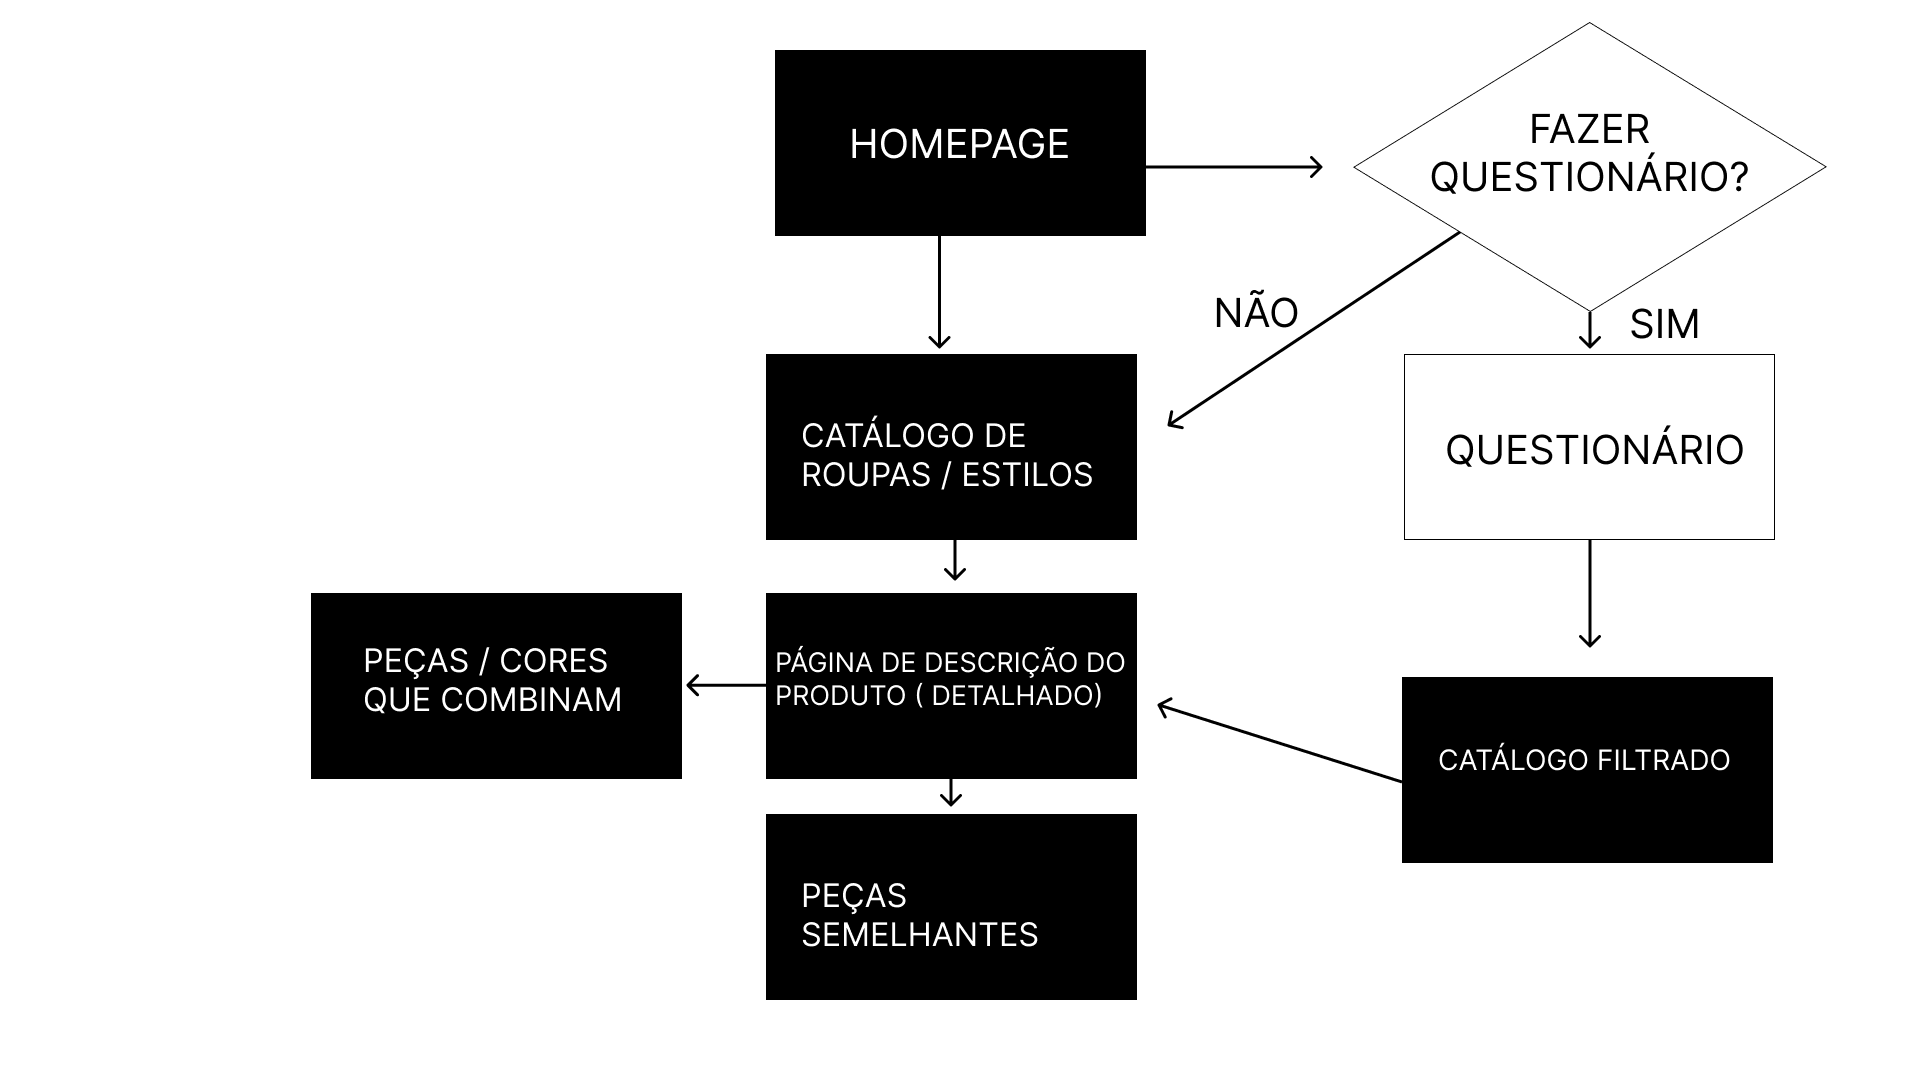 HOMEPAGE
FAZER
QUESTIONÁRIO?
NÃO
SIM
CATÁLOGO DE
ROUPAS / ESTILOS
QUESTIONÁRIO
PEÇAS / CORES
QUE COMBINAM
PÁGINA DE DESCRIÇÃO DO
PRODUTO ( DETALHADO)
CATÁLOGO FILTRADO
PEÇAS
SEMELHANTES